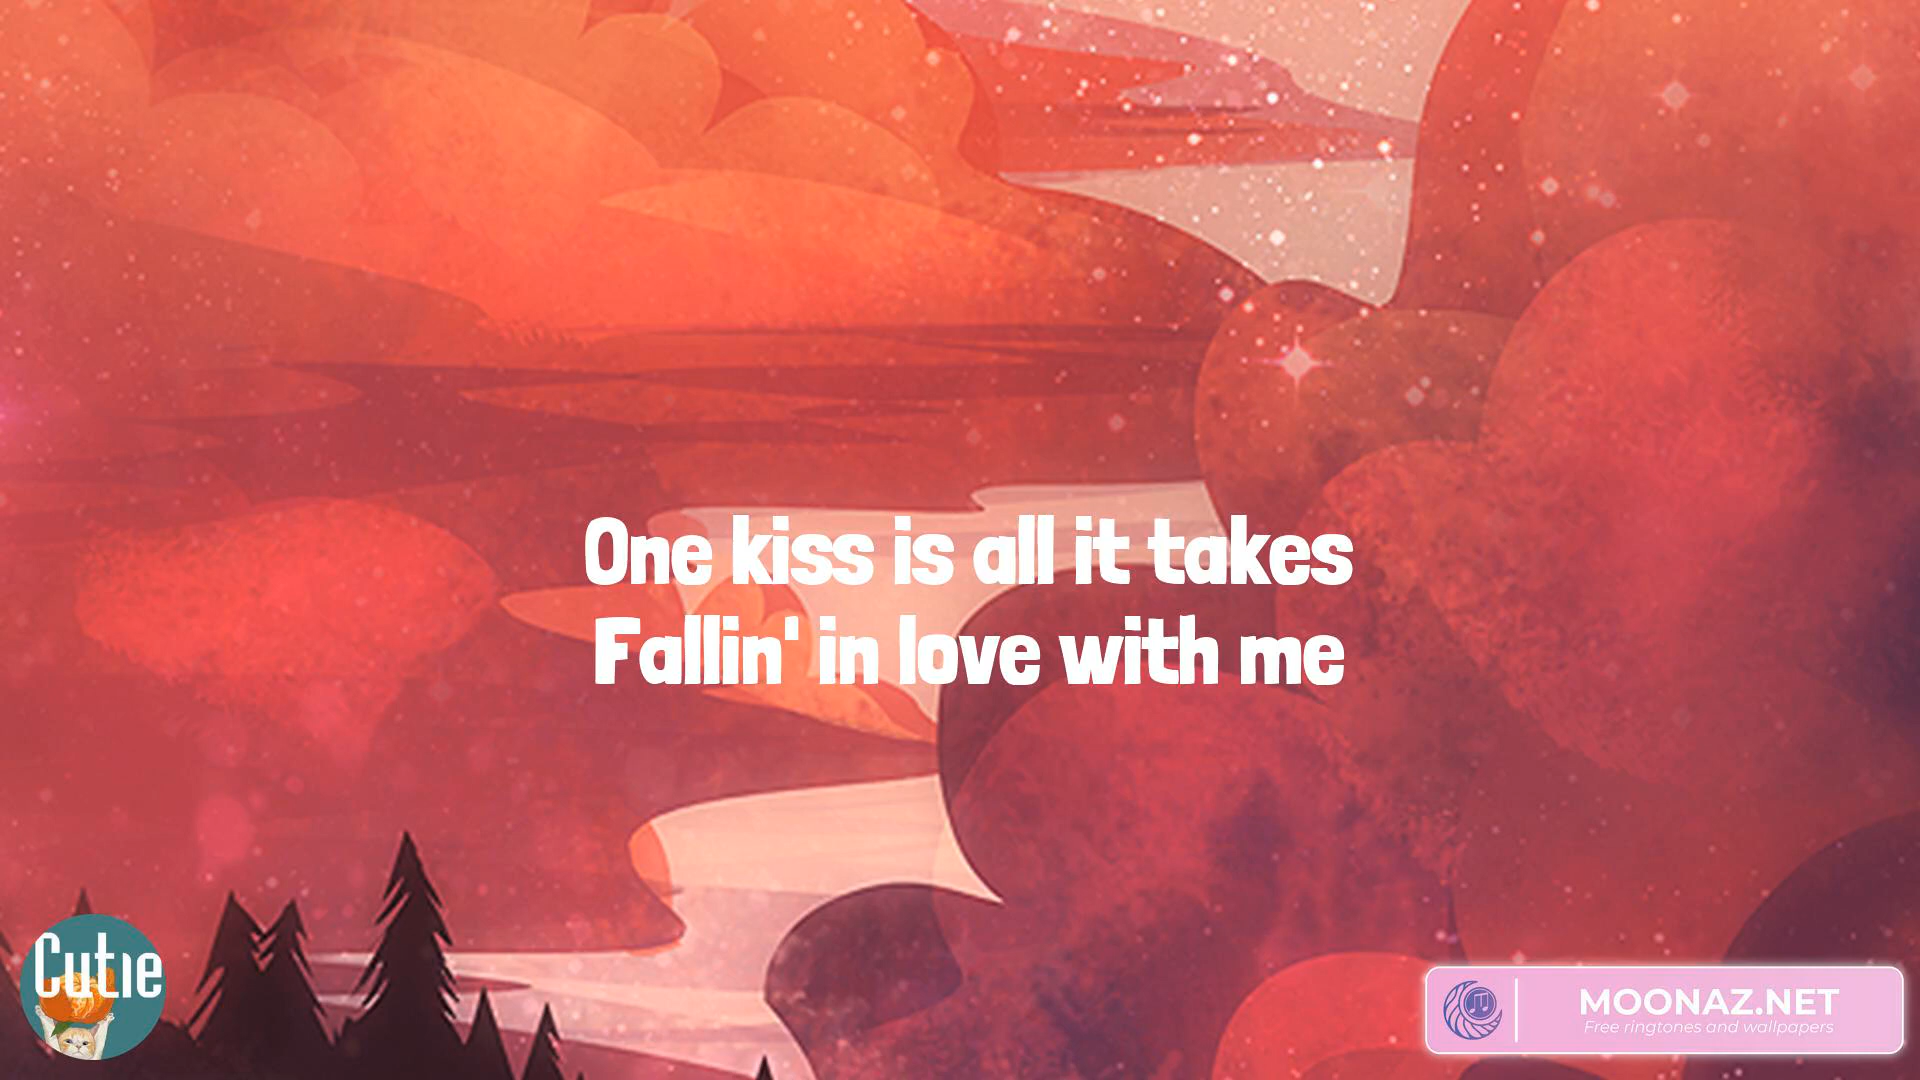 One kiss is all it takes
Fallin' in love with me
Cutie
MOONAZ.NET
Free ringtones and wallpapers